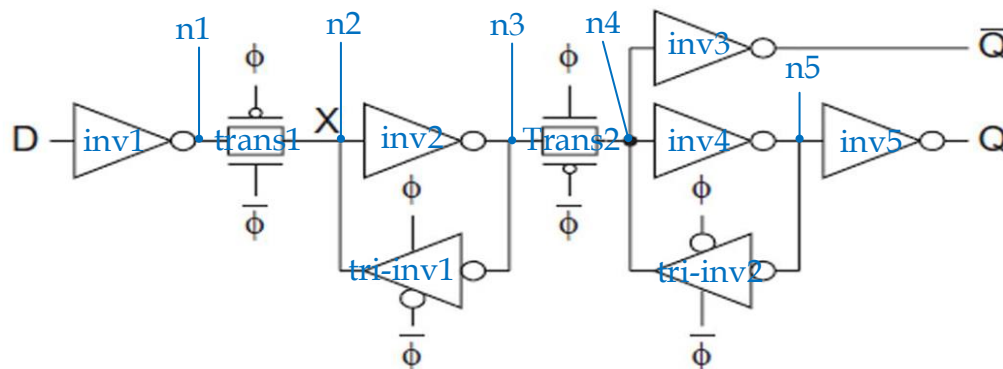 n1 n2 n3 n4 inv3 Q̅
n5
ϕ ϕ
D inv1 trans1 X inv2 Trans2 inv4 inv5 Q
ϕ̅ ϕ ϕ̅ ϕ
tri-inv1 tri-inv2
ϕ̅ ϕ̅